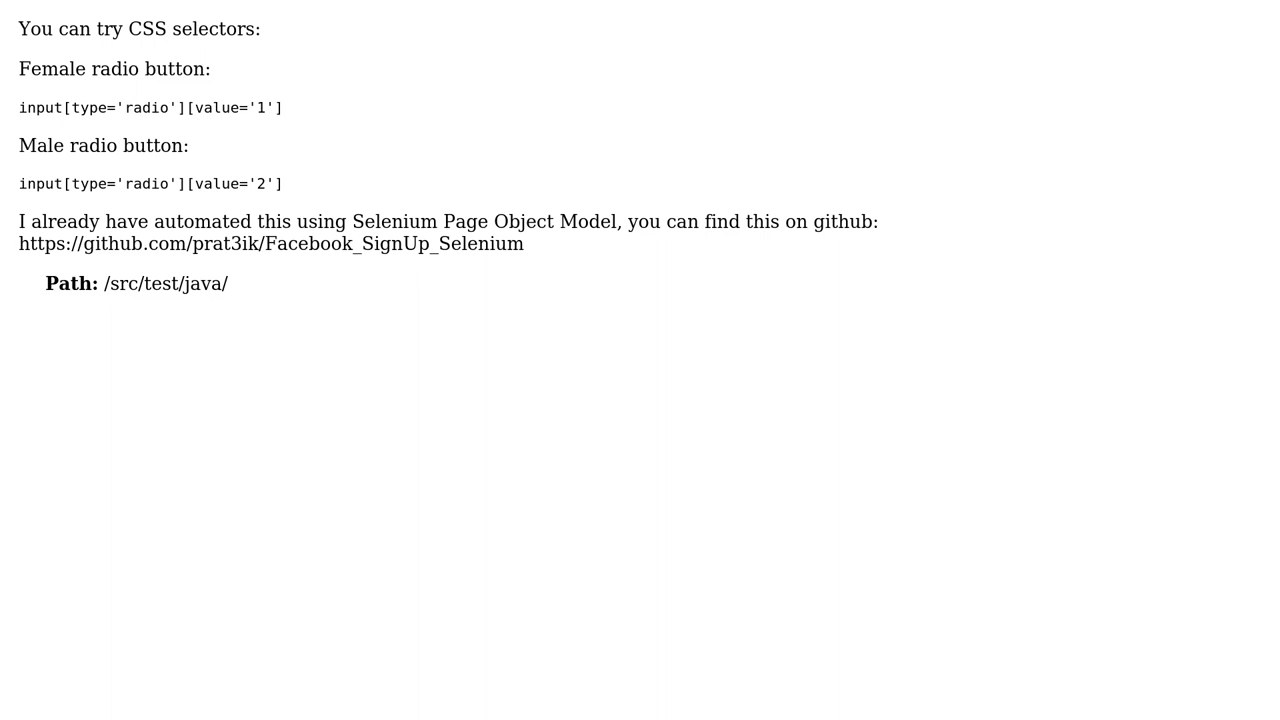 You can try CSS selectors:
Female radio button:
input[type='radio'][value='1']
Male radio button:
input[type='radio'][value='2']
I already have automated this using Selenium Page Object Model, you can find this on github:
https://github.com/prat3ik/Facebook_SignUp_Selenium
Path: /src/test/java/